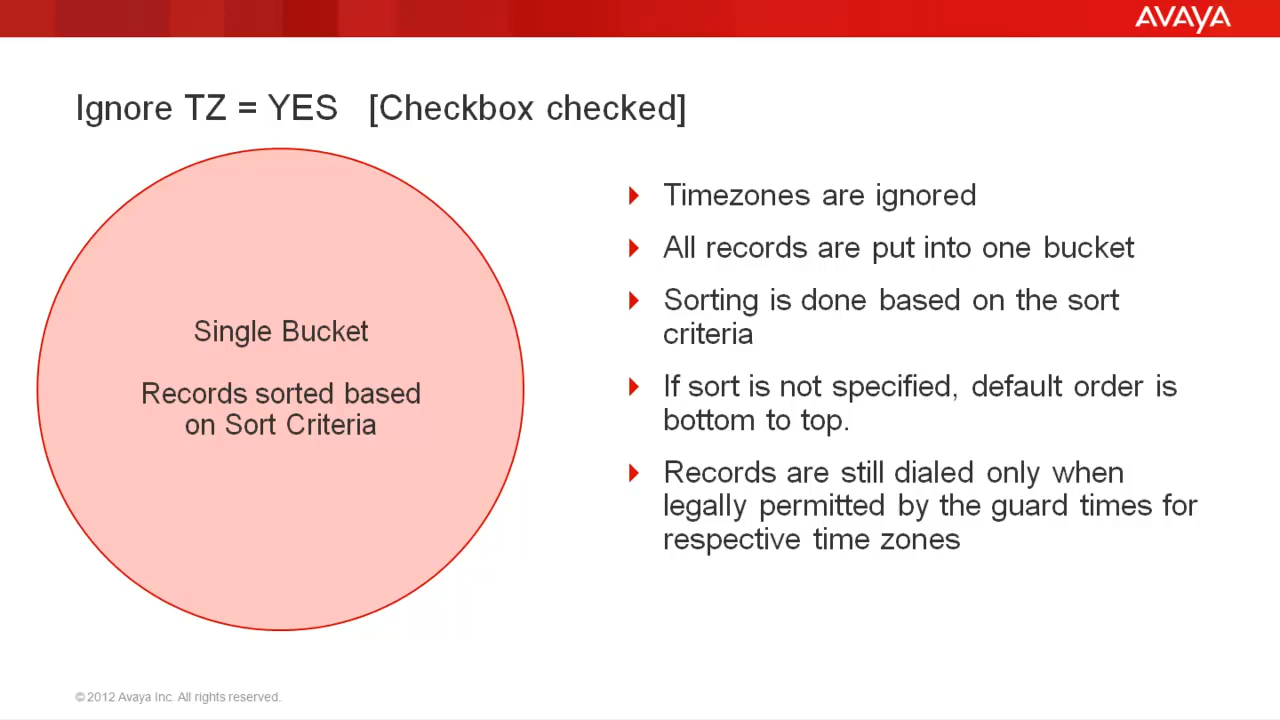 AVAYA
Ignore TZ = YES [Checkbox checked]
Single Bucket
Records sorted based
on Sort Criteria
Timezones are ignored
All records are put into one bucket
Sorting is done based on the sort
criteria
If sort is not specified, default order is
bottom to top.
Records are still dialed only when
legally permitted by the guard times for
respective time zones
© 2012 Avaya Inc. All rights reserved.